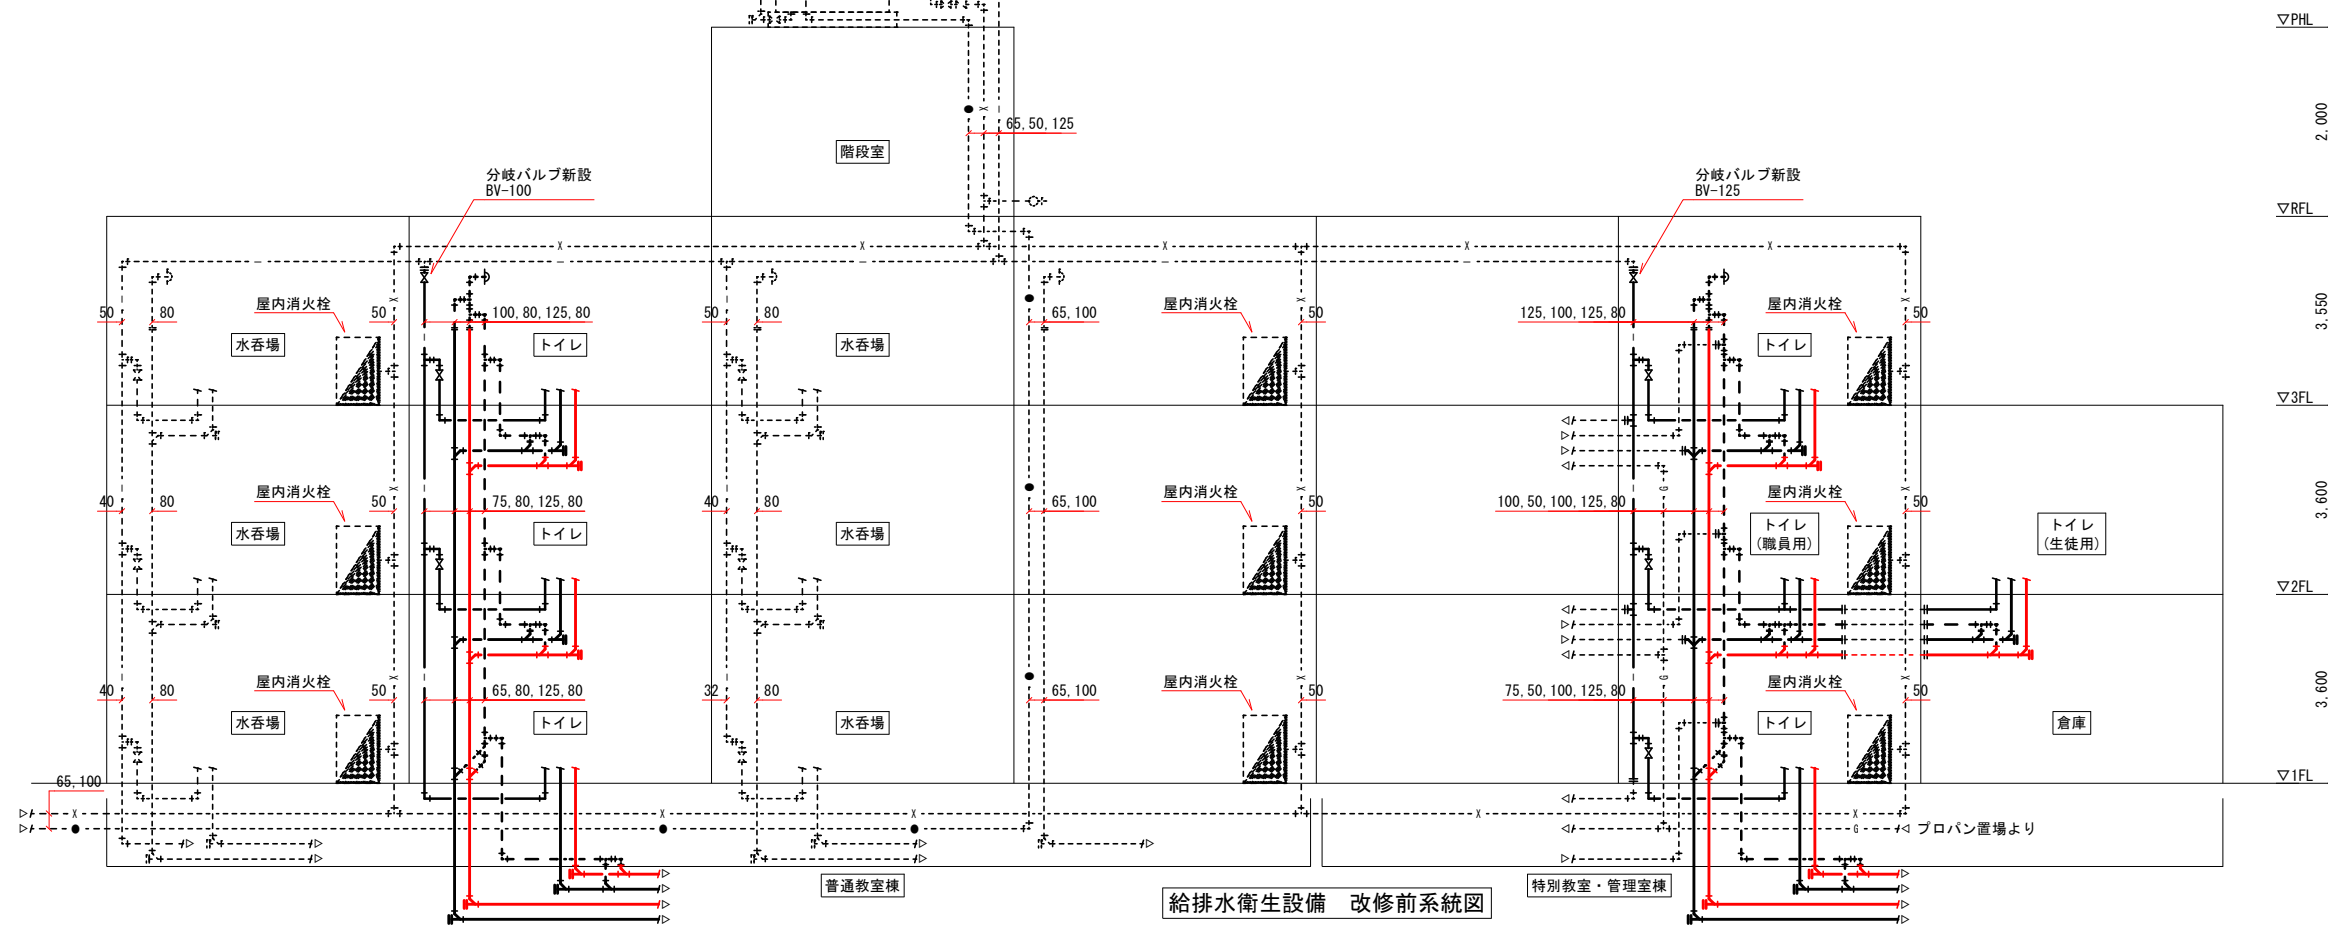 ▽PHL
2,000
65,50,125
階段室
分岐バルブ新設
BV-100
分岐バルブ新設
BV-125
▽RFL
屋内消火栓
屋内消火栓
屋内消火栓
3,550
50
80
50
100,80,125,80
50
80
65,100
50
125,100,125,80
50
水呑場
トイレ
水呑場
トイレ
▽3FL
屋内消火栓
屋内消火栓
屋内消火栓
3,600
40
80
50
75,80,125,80
40
80
65,100
50
100,50,100,125,80
50
水呑場
トイレ
水呑場
トイレ
(職員用)
トイレ
(生徒用)
▽2FL
屋内消火栓
屋内消火栓
屋内消火栓
3,600
40
80
50
65,80,125,80
32
80
65,100
50
75,50,100,125,80
50
水呑場
トイレ
水呑場
トイレ
倉庫
▽1FL
65,100
プロパン置場より
普通教室棟
特別教室・管理室棟
給排水衛生設備　改修前系統図